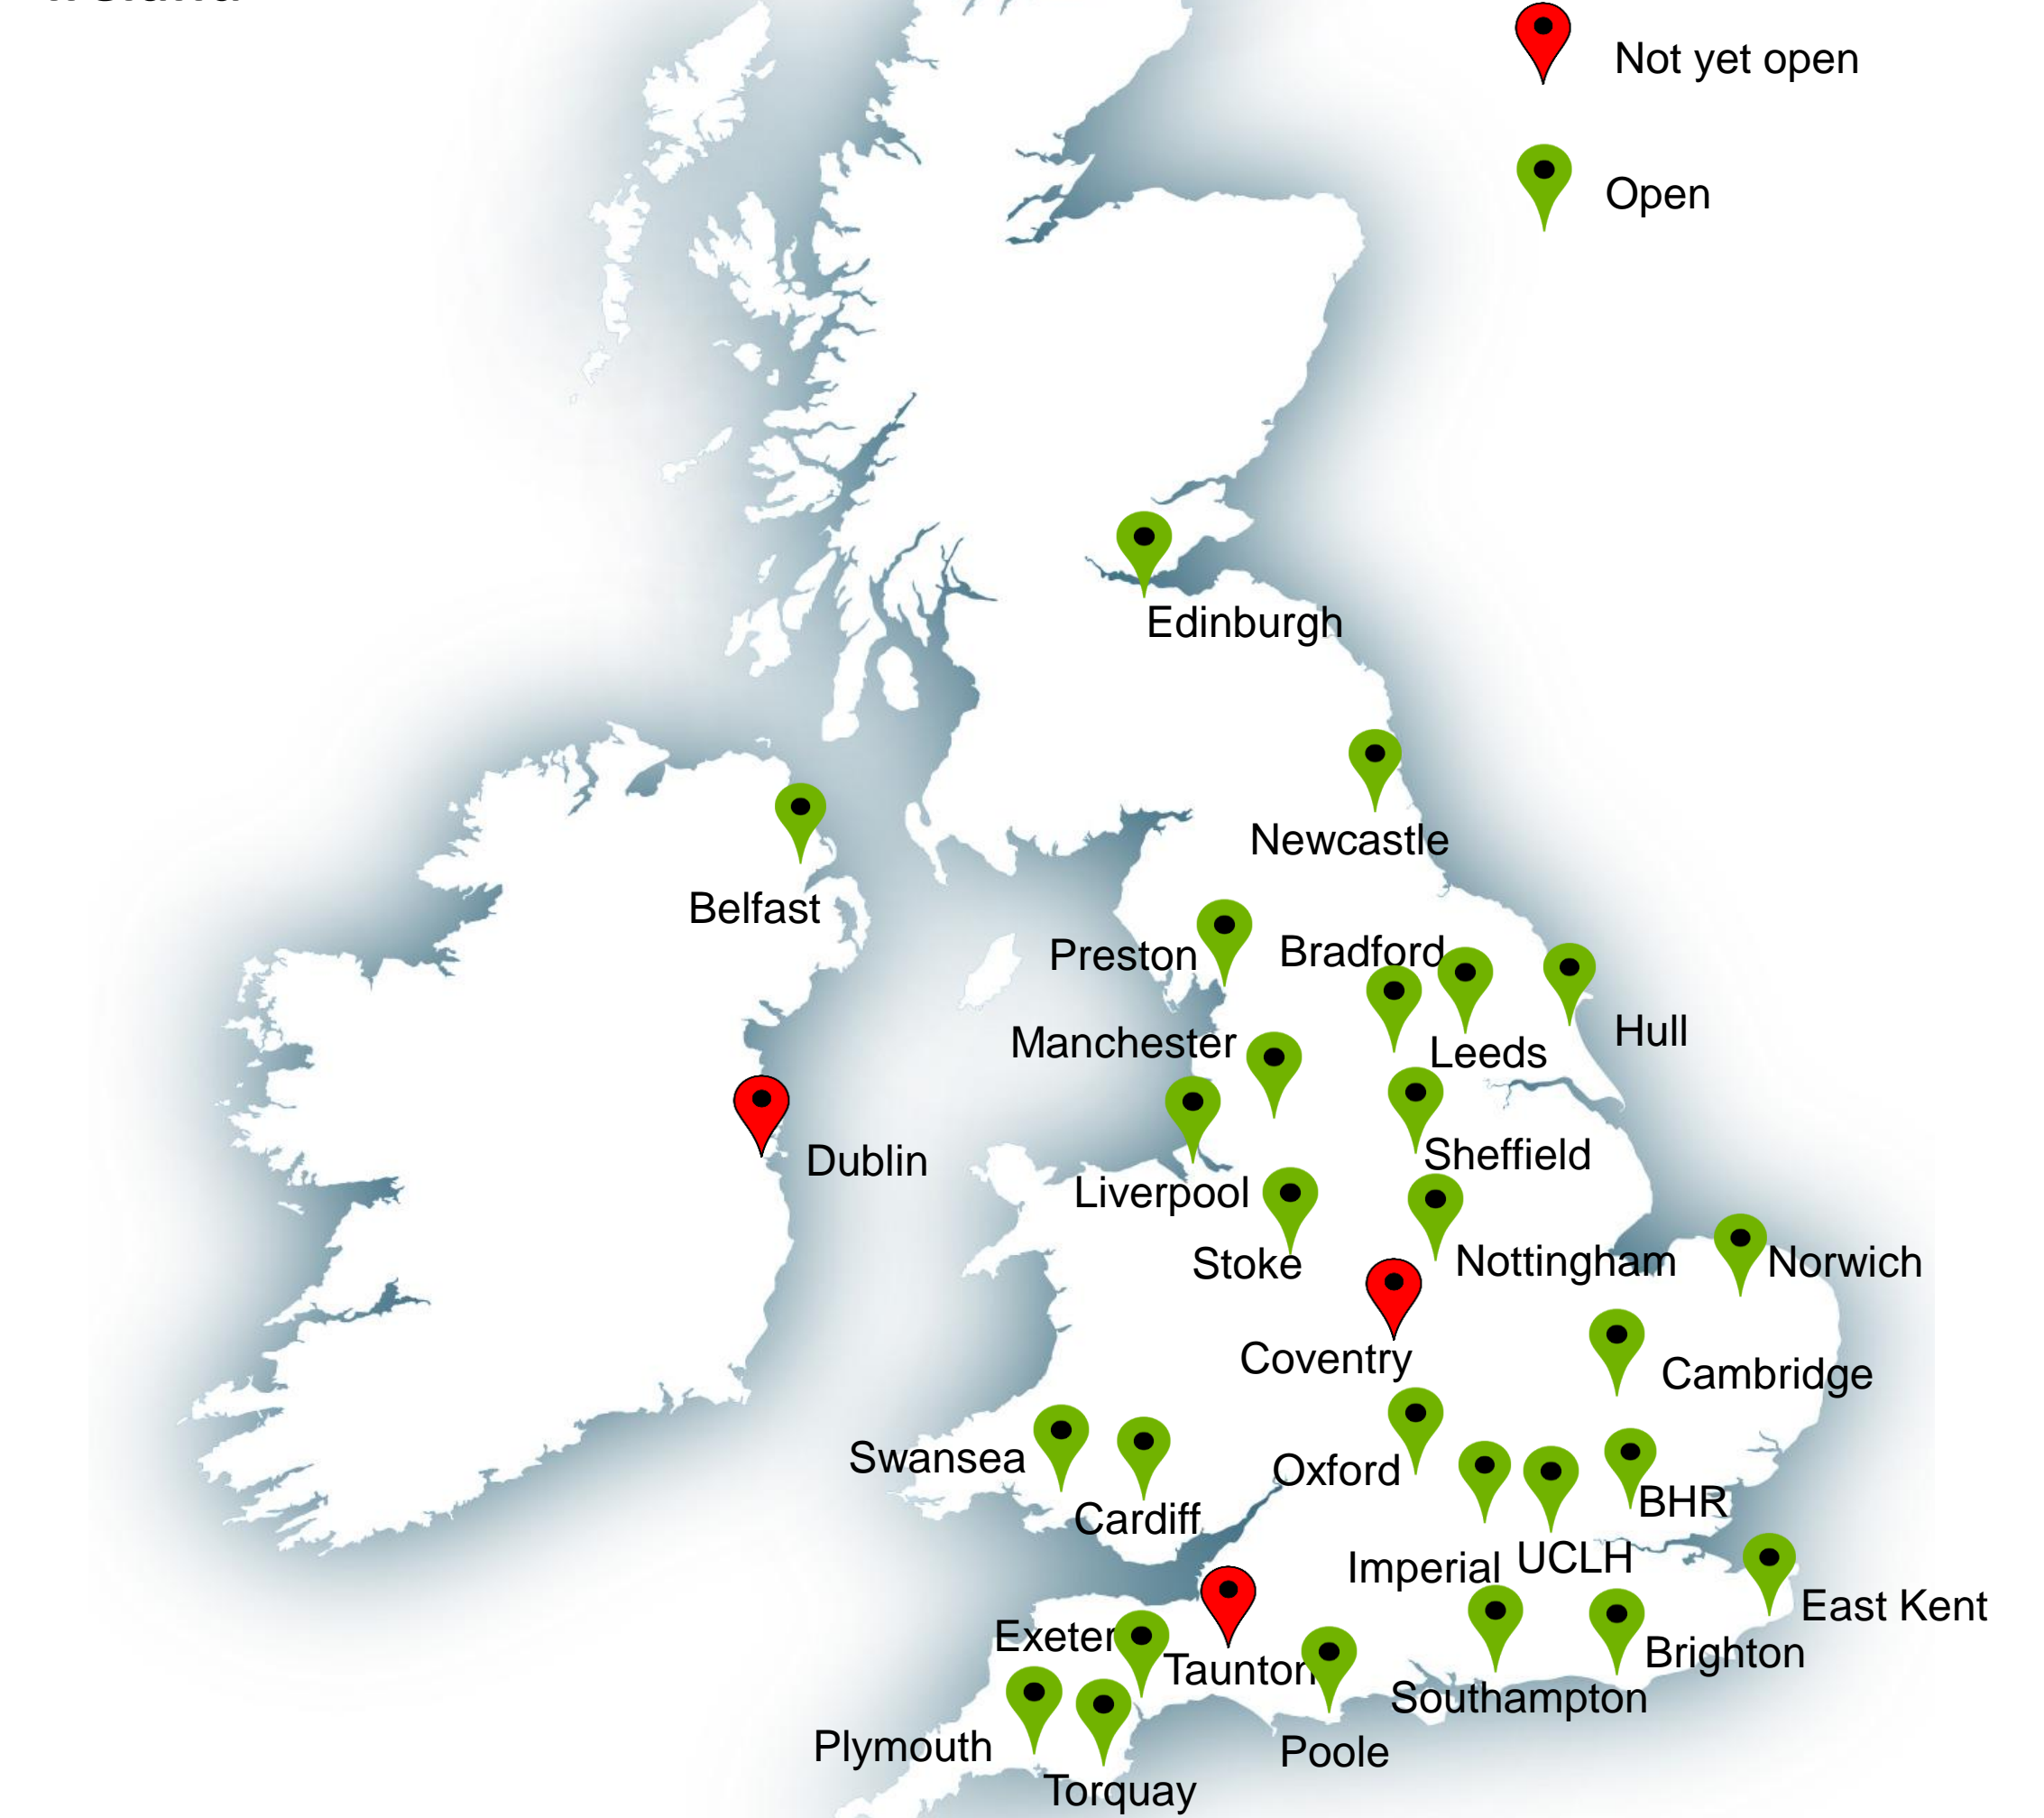 Not yet open
Open
Edinburgh
Newcastle
Belfast
Preston
Bradford
Hull
Manchester
Leeds
Sheffield
Dublin
Liverpool
Stoke
Nottingham
Norwich
Coventry
Cambridge
Swansea
Oxford
Cardiff
BHR
Imperial
UCLH
East Kent
Exeter
Taunton
Brighton
Southampton
Plymouth
Poole
Torquay